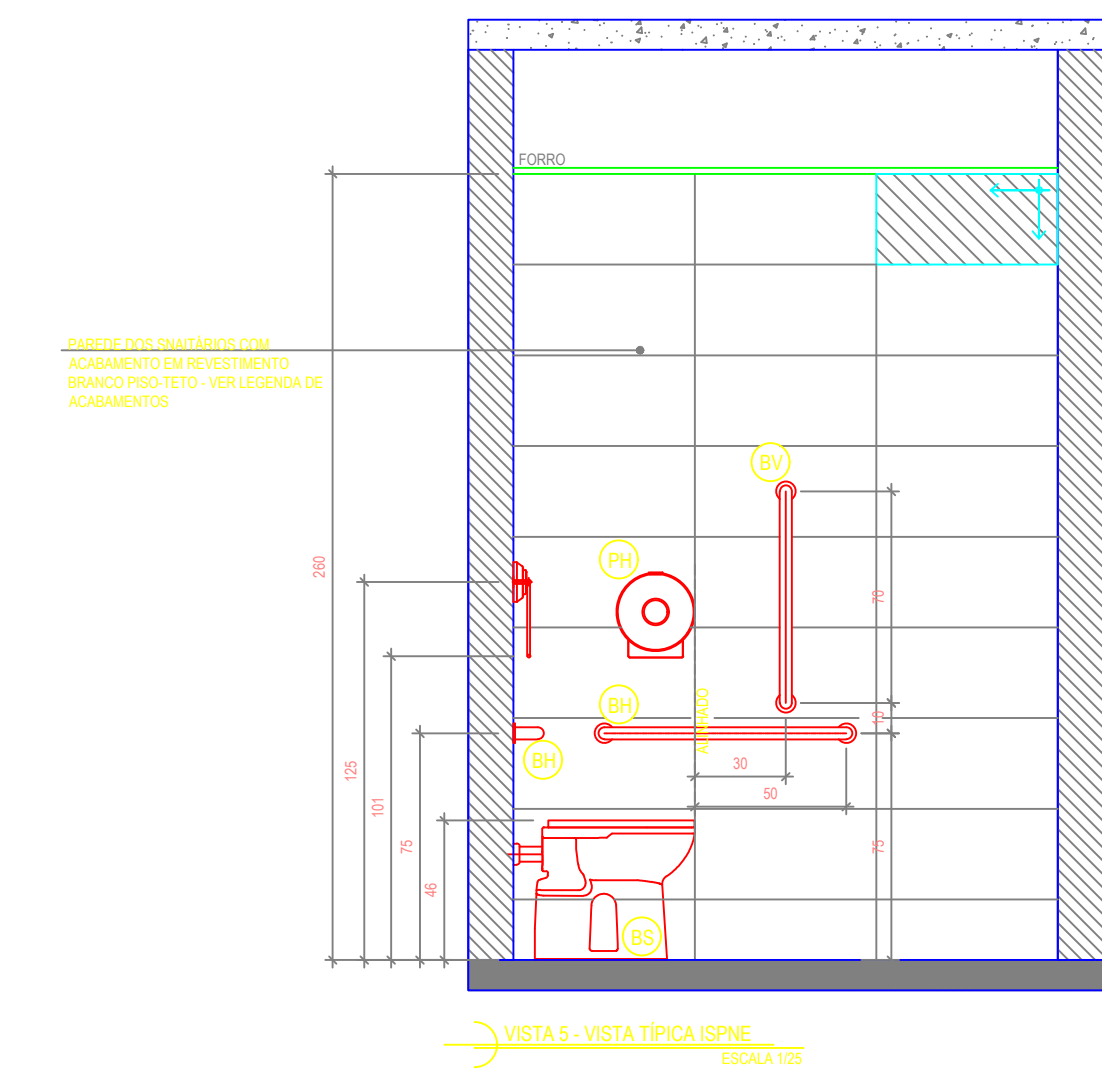 FORRO
PAREDE DOS SNAITÁRIOS COM
ACABAMENTO EM REVESTIMENTO
BRANCO PISO-TETO - VER LEGENDA DE
ACABAMENTOS
BV
PH
260
70
BH
ALINHADO
10
BH
30
125
50
101
75
75
46
BS
VISTA 5 - VISTA TÍPICA ISPNE
ESCALA 1/25